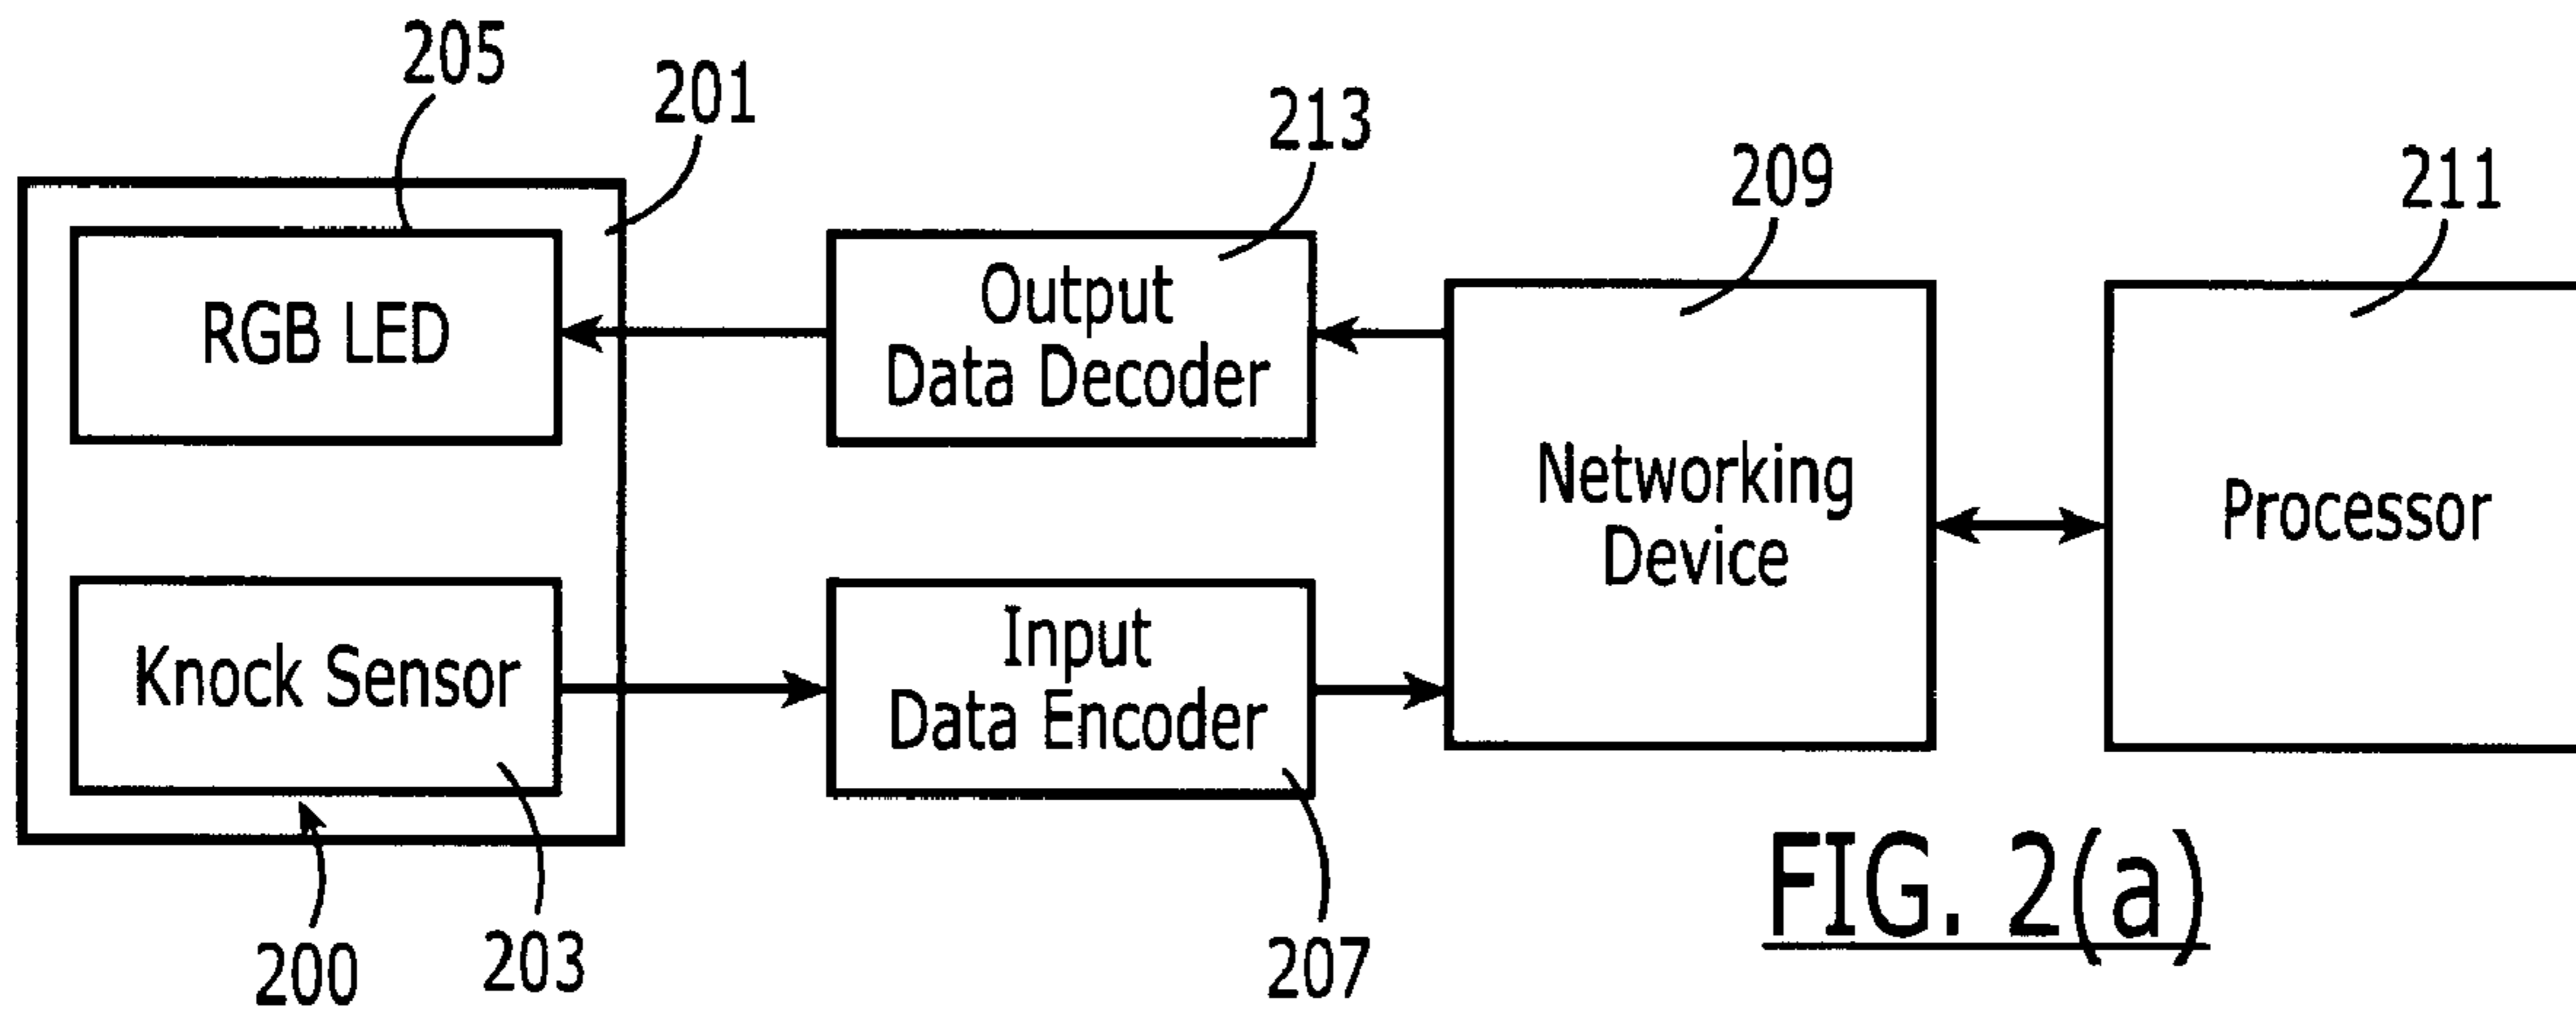 205
201
213
209
211
RGB LED
Output
Data Decoder
Networking
Device
Processor
Knock Sensor
Input
Data Encoder
200
203
207
FIG. 2(a)